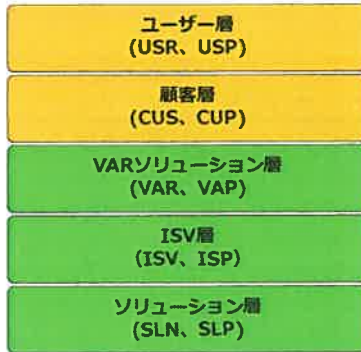 ユーザー層
(USR、USP)
顧客層
(CUS、CUP)
VARソリューション層
(VAR、VAP)
ISV層
(ISV、ISP)
ソリューション層
(SLN、SLP)